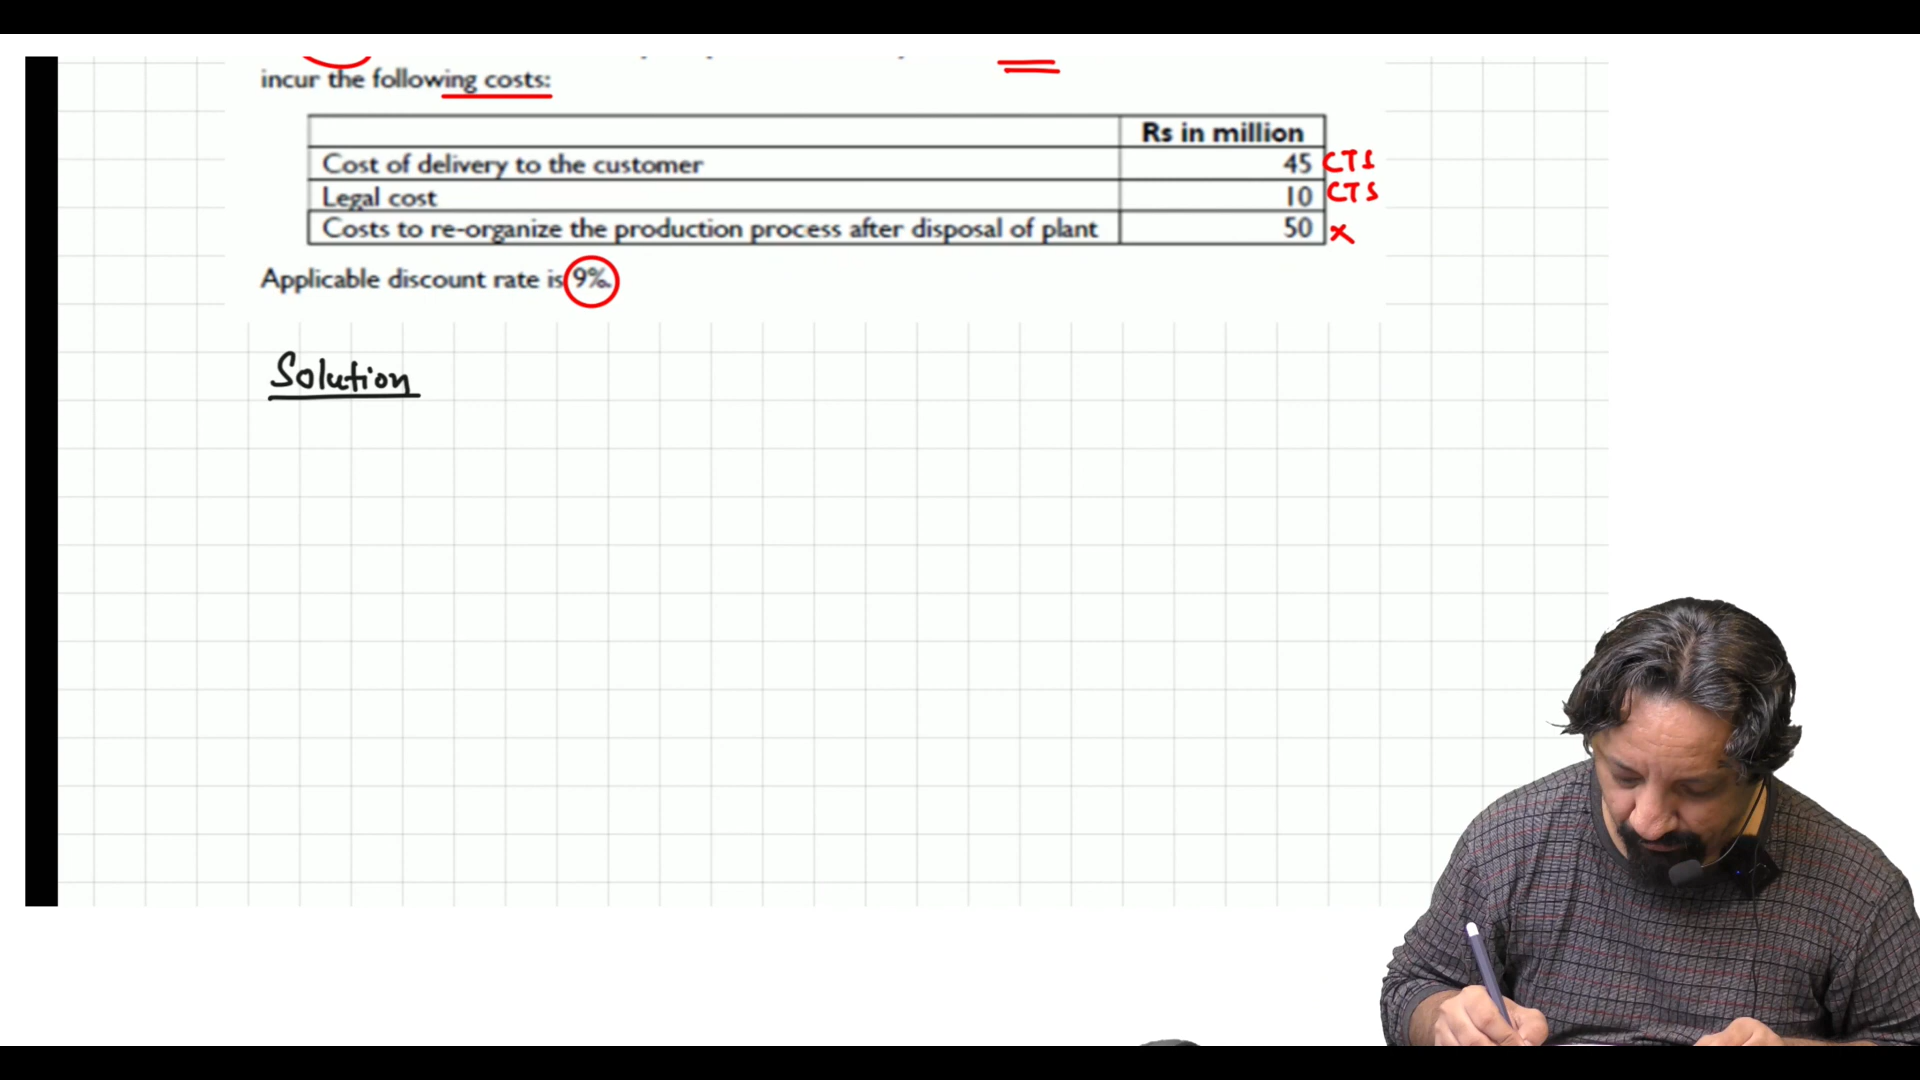 incur the following costs:
Rs in million
Cost of delivery to the customer 45 CTS
Legal cost 10 CTS
Costs to re-organize the production process after disposal of plant 50 x
Applicable discount rate is 9%.
Solution